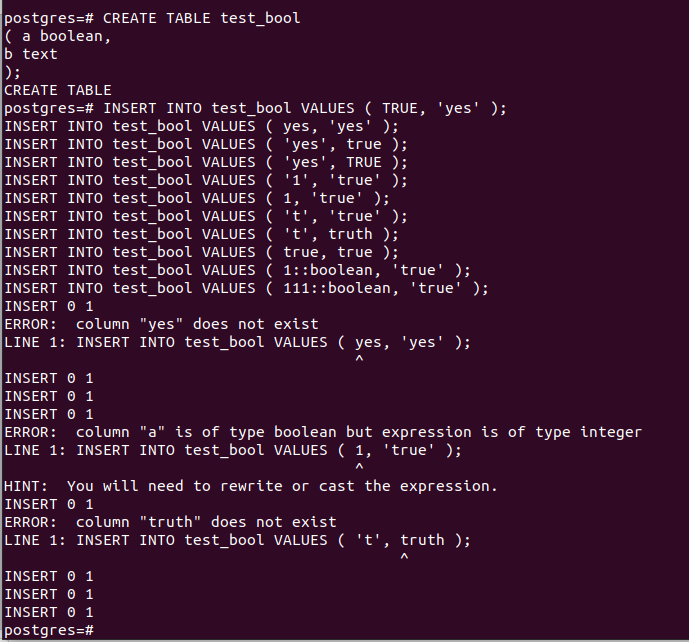 postgres=# CREATE TABLE test_bool
( a boolean,
b text
);
CREATE TABLE
postgres=# INSERT INTO test_bool VALUES ( TRUE, 'yes' );
INSERT INTO test_bool VALUES ( yes, 'yes' );
INSERT INTO test_bool VALUES ( 'yes', true );
INSERT INTO test_bool VALUES ( 'yes', TRUE );
INSERT INTO test_bool VALUES ( '1', 'true' );
INSERT INTO test_bool VALUES ( 1, 'true' );
INSERT INTO test_bool VALUES ( 't', 'true' );
INSERT INTO test_bool VALUES ( 't', truth );
INSERT INTO test_bool VALUES ( true, true );
INSERT INTO test_bool VALUES ( 1::boolean, 'true' );
INSERT INTO test_bool VALUES ( 111::boolean, 'true' );
INSERT 0 1
ERROR:  column "yes" does not exist
LINE 1: INSERT INTO test_bool VALUES ( yes, 'yes' );
                                       ^
INSERT 0 1
INSERT 0 1
INSERT 0 1
ERROR:  column "a" is of type boolean but expression is of type integer
LINE 1: INSERT INTO test_bool VALUES ( 1, 'true' );
                                       ^
HINT:  You will need to rewrite or cast the expression.
INSERT 0 1
ERROR:  column "truth" does not exist
LINE 1: INSERT INTO test_bool VALUES ( 't', truth );
                                            ^
INSERT 0 1
INSERT 0 1
INSERT 0 1
postgres=#